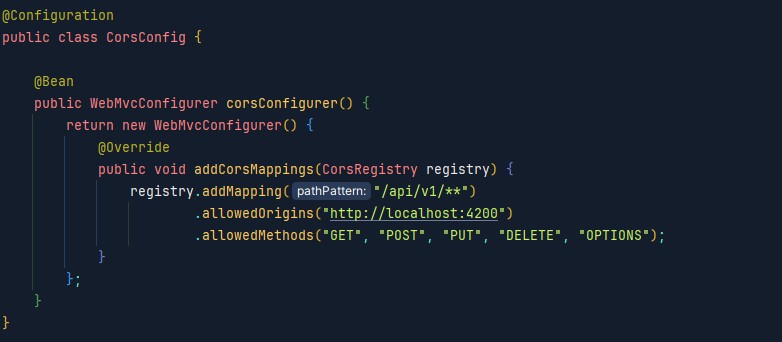 @Configuration
public class CorsConfig {
@Bean
public WebMvcConfigurer corsConfigurer() {
return new WebMvcConfigurer() {
@Override
public void addCorsMappings(CorsRegistry registry) {
registry.addMapping( pathPattern: "/api/v1/**")
.allowedOrigins("http://localhost:4200")
.allowedMethods("GET", "POST", "PUT", "DELETE", "OPTIONS");
}
};
}
}